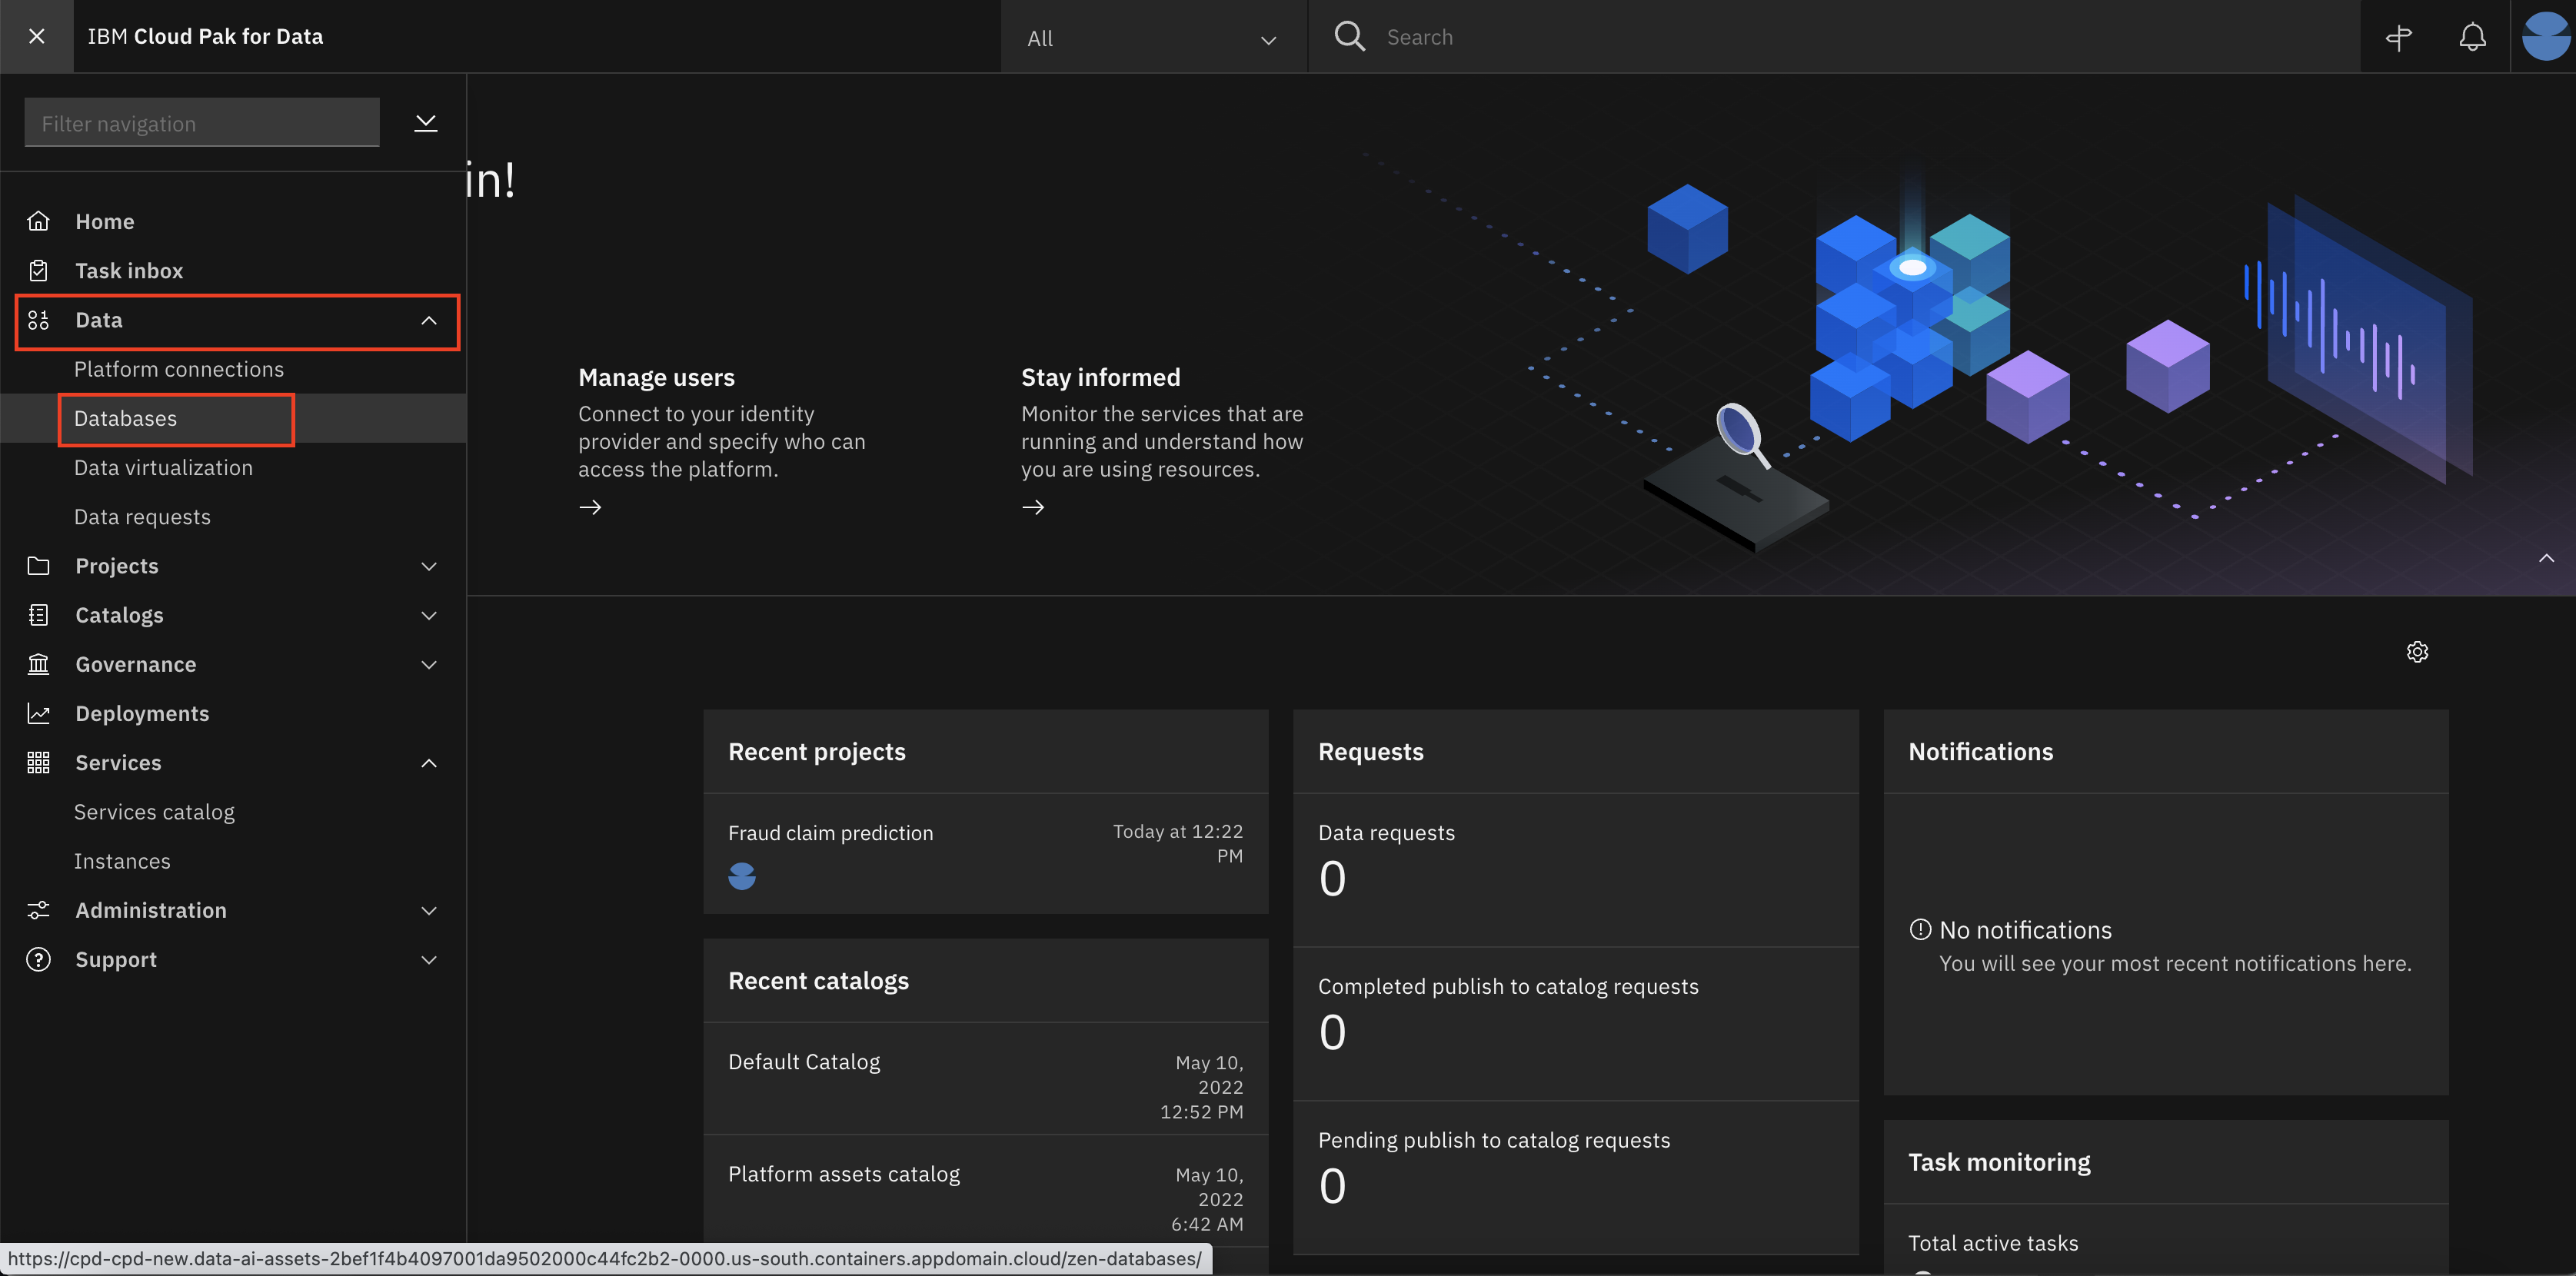 IBM Cloud Pak for Data
All
Search
Filter navigation
in!
Home
Task inbox
Data
Platform connections
Databases
Data virtualization
Data requests
Projects
Catalogs
Governance
Deployments
Services
Services catalog
Instances
Administration
Support
Manage users
Connect to your identity
provider and specify who can
access the platform.
Stay informed
Monitor the services that are
running and understand how
you are using resources.
Recent projects
Fraud claim prediction
Today at 12:22
PM
Recent catalogs
Default Catalog
May 10,
2022
12:52 PM
Platform assets catalog
May 10,
2022
6:42 AM
Requests
Data requests
0
Completed publish to catalog requests
0
Pending publish to catalog requests
0
Notifications
No notifications
You will see your most recent notifications here.
Task monitoring
Total active tasks
https://cpd-cpd-new.data-ai-assets-2bef1f4b4097001da9502000c44fc2b2-0000.us-south.containers.appdomain.cloud/zen-databases/